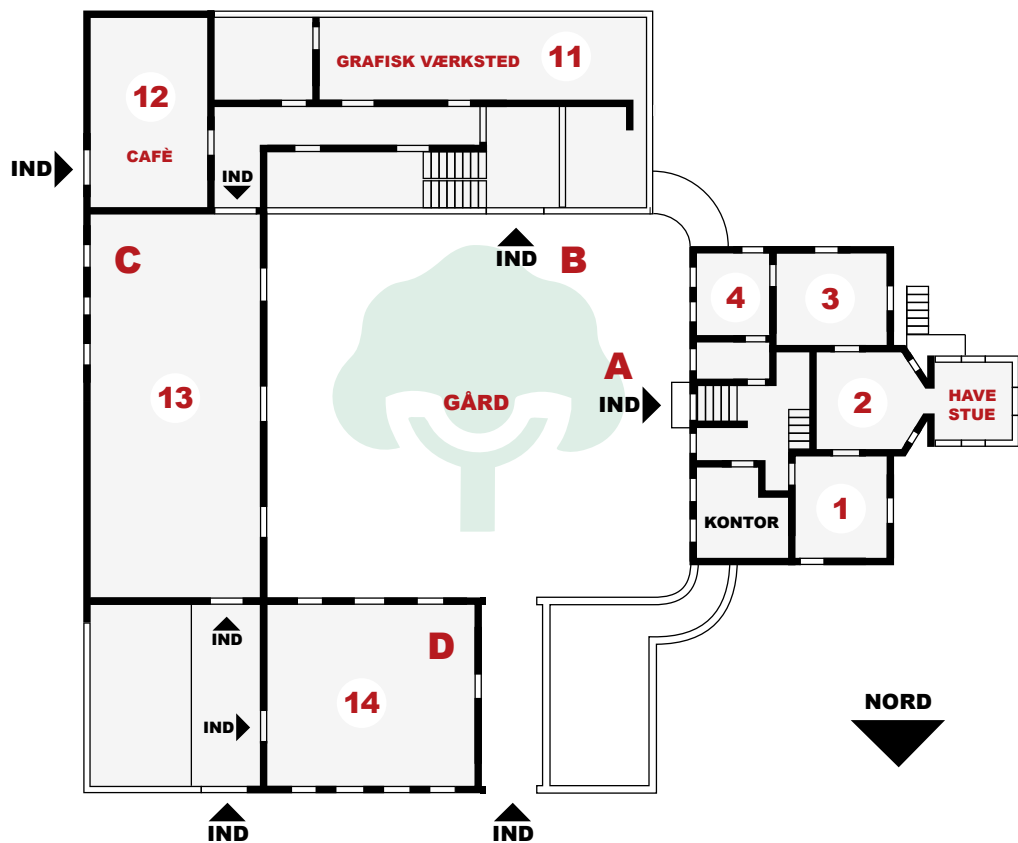 GRAFISK VÆRKSTED
11
12
CAFÈ
IND
IND
C
B
IND
4
3
A
IND
GÅRD
13
2
HAVE
STUE
1
KONTOR
IND
D
14
IND
NORD
IND
IND